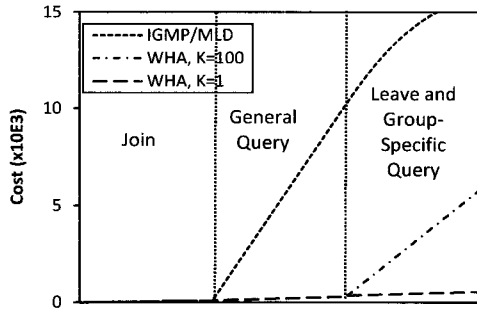 15
IGMP/MLD
WHA, K=100
WHA, K=1
10
Join
General
Query
Leave and
Group-
Specific
Query
Cost (x10E3)
5
0